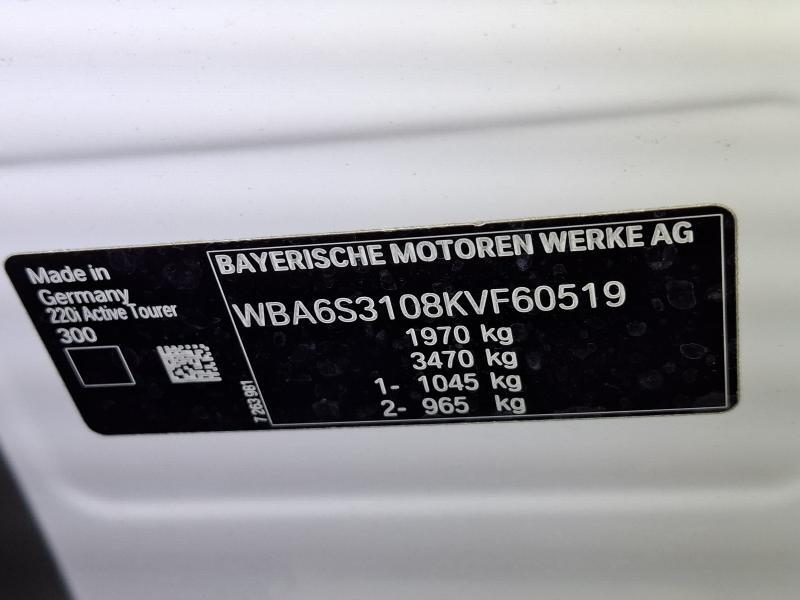 Made in
Germany
220i Active Tourer
300
7 263 981
BAYERISCHE MOTOREN WERKE AG
WBA6S3108KVF60519
1970 kg
3470 kg
1- 1045 kg
2- 965 kg